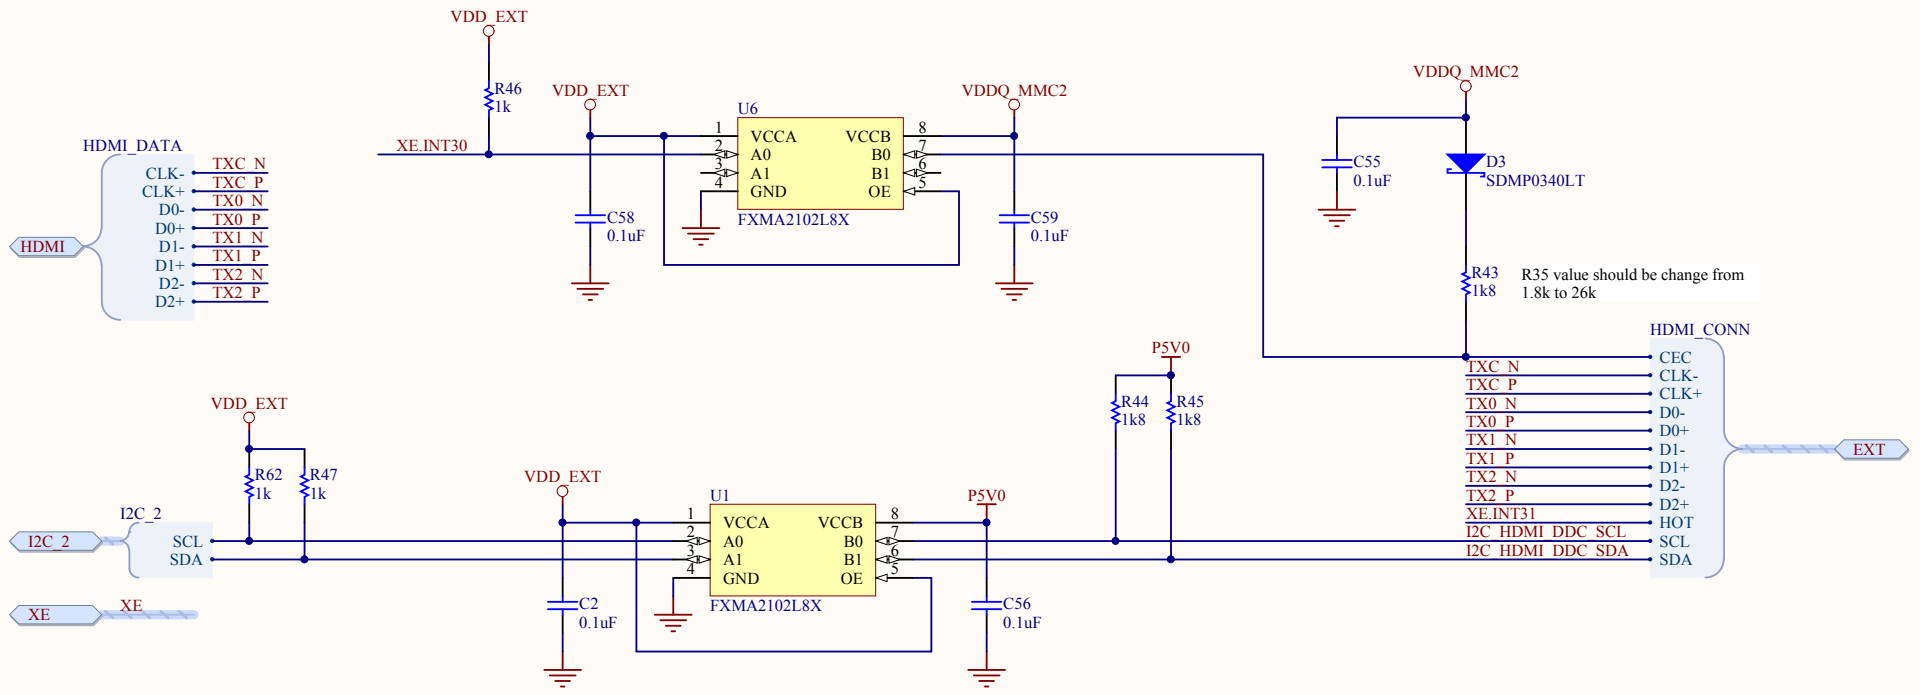 VDD_EXT
R46
1k
XE.INT30
VDD_EXT
C58
0.1uF
U6
1
VCCA
2
A0
3
A1
4
GND
VCCB
8
B0
7
B1
6
OE
5
FXMA2102L8X
VDDQ_MMC2
C59
0.1uF
VDDQ_MMC2
C55
0.1uF
D3
SDMP0340LT
R43
1k8
R35 value should be change from
1.8k to 26k
HDMI_DATA
HDMI
CLK-
TXC_N
CLK+
TXC_P
D0-
TX0_N
D0+
TX0_P
D1-
TX1_N
D1+
TX1_P
D2-
TX2_N
D2+
TX2_P
HDMI_CONN
CEC
TXC_N
CLK-
TXC_P
CLK+
TX0_N
D0-
TX0_P
D0+
TX1_N
D1-
TX1_P
D1+
TX2_N
D2-
TX2_P
D2+
XE.INT31
HOT
I2C_HDMI_DDC_SCL
SCL
I2C_HDMI_DDC_SDA
SDA
EXT
P5V0
R44
1k8
R45
1k8
VDD_EXT
R62
1k
R47
1k
I2C_2
I2C_2
SCL
SDA
XE
XE
VDD_EXT
C2
0.1uF
U1
1
VCCA
2
A0
3
A1
4
GND
VCCB
8
B0
7
B1
6
OE
5
FXMA2102L8X
P5V0
C56
0.1uF